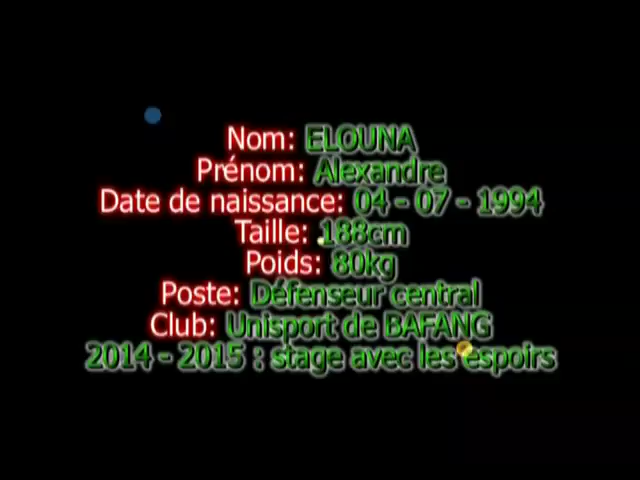 Nom: ELOUNA
Prénom: Alexandre
Date de naissance: 04 - 07 - 1994
Taille: 188cm
Poids: 80kg
Poste: Défenseur central
Club: Unisport de BAFANG
2014 - 2015 : stage avec les espoirs